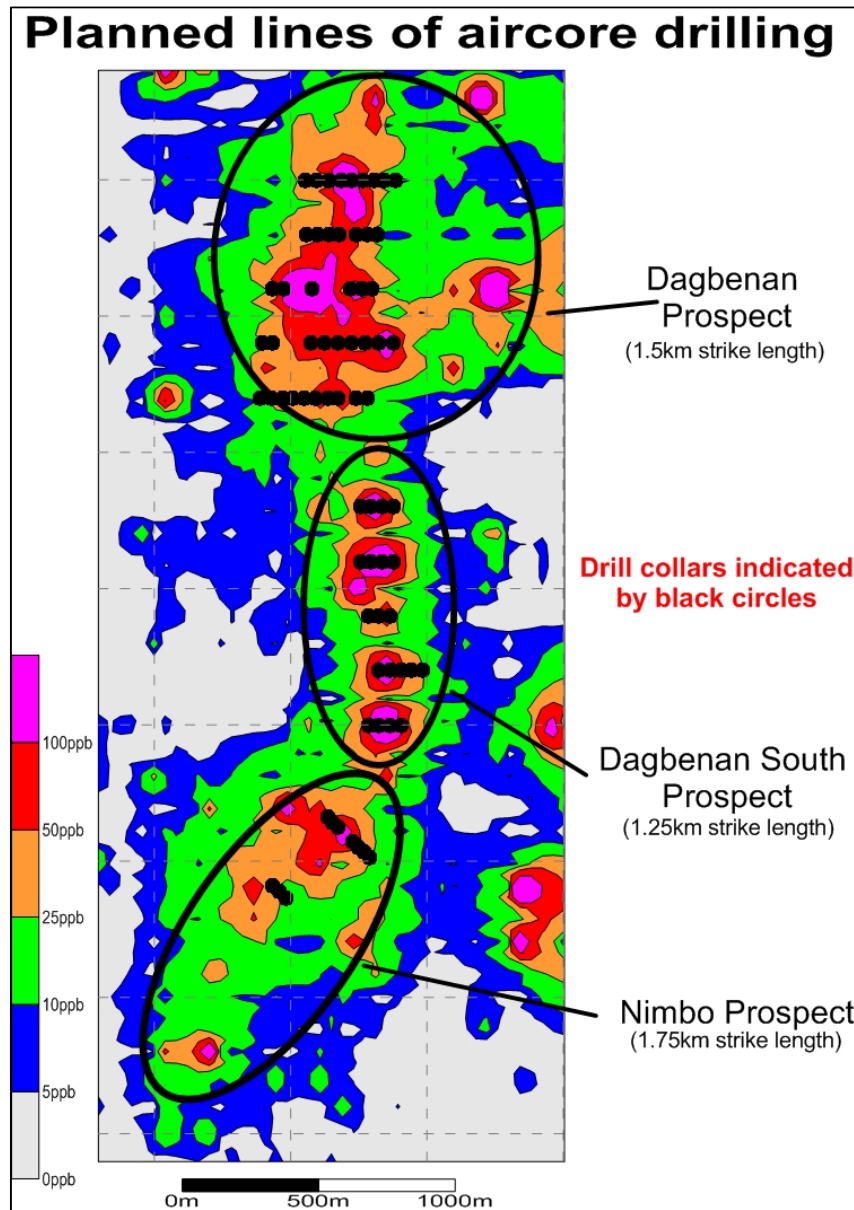 Planned lines of aircore drilling
Dagbenan
Prospect
(1.5km strike length)
Drill collars indicated
by black circles
Dagbenan South
Prospect
(1.25km strike length)
Nimbo Prospect
(1.75km strike length)
100ppb
50ppb
25ppb
10ppb
5ppb
0ppb
0m 500m 1000m